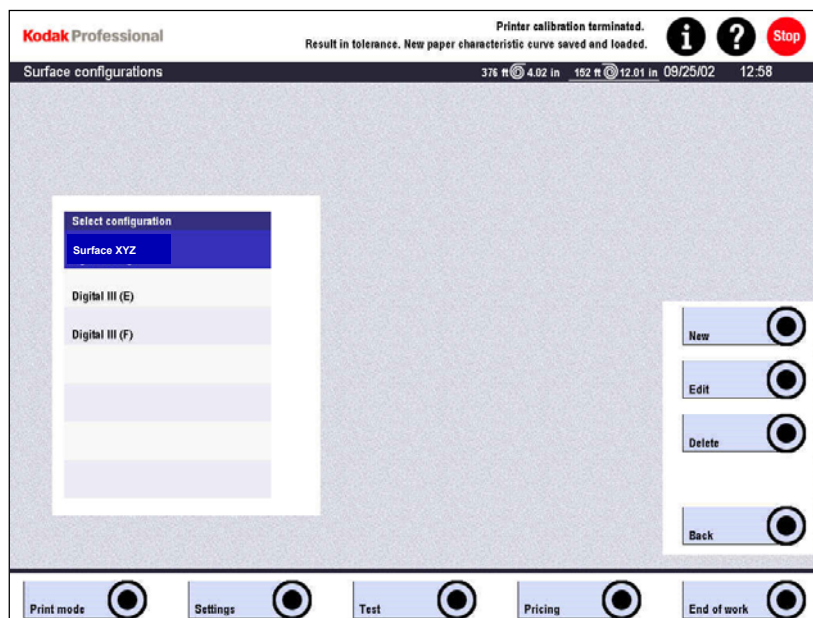 Kodak Professional
Printer calibration terminated.
Result in tolerance. New paper characteristic curve saved and loaded.
i
?
Stop
Surface configurations
376 ft 4.02 in 152 ft 12.01 in 09/25/02 12:58
Select configuration
Surface XYZ
Digital III (E)
Digital III (F)
New
Edit
Delete
Back
Print mode
Settings
Test
Pricing
End of work